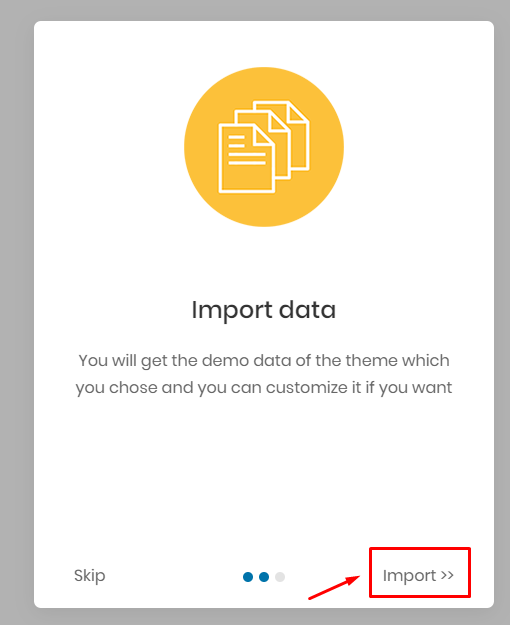 Import data
You will get the demo data of the theme which
you chose and you can customize it if you want
Skip
Import >>